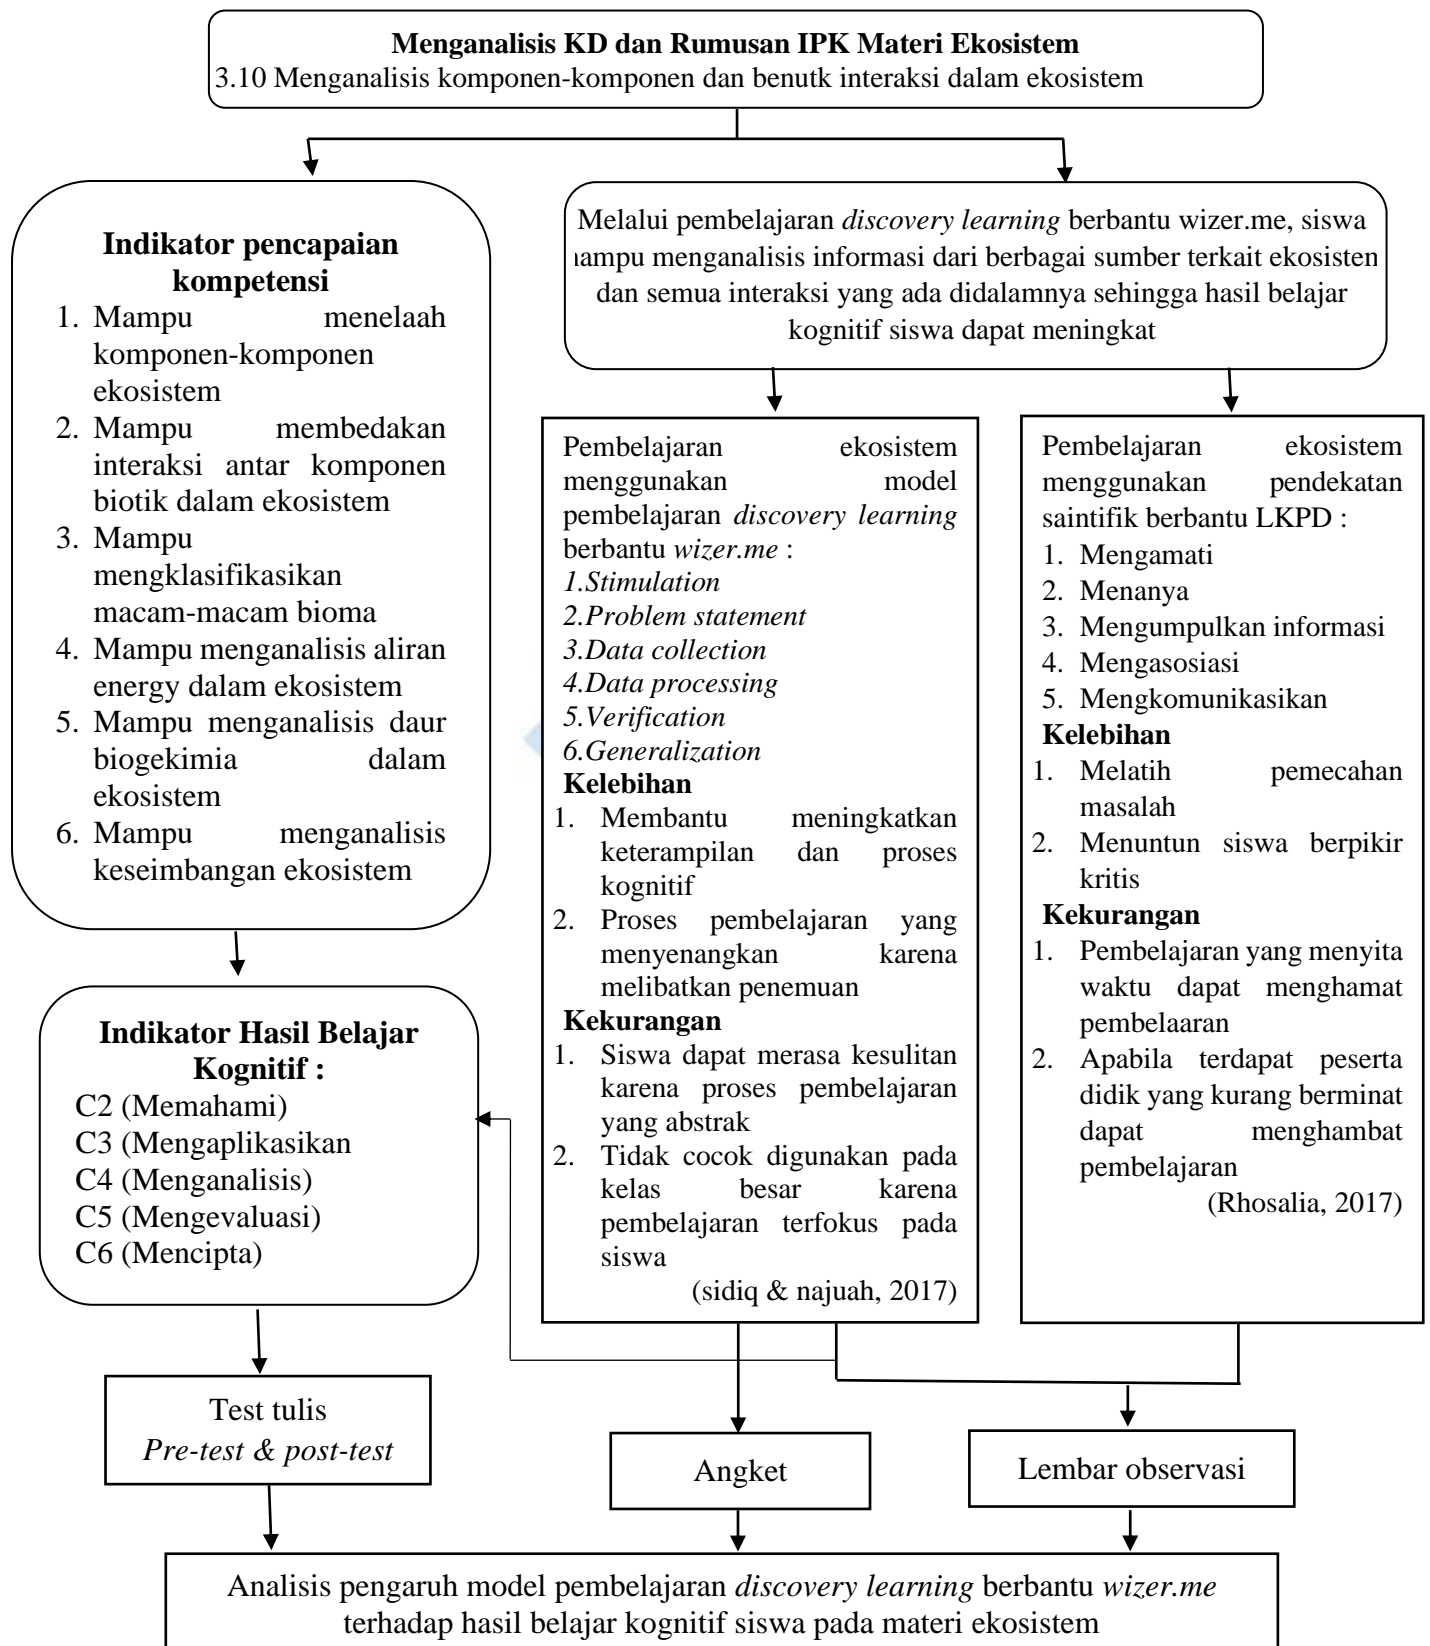 Menganalisis KD dan Rumusan IPK Materi Ekosistem
3.10 Menganalisis komponen-komponen dan benutk interaksi dalam ekosistem
Indikator pencapaian
kompetensi
1. Mampu menelaah
komponen-komponen
ekosistem
2. Mampu membedakan
interaksi antar komponen
biotik dalam ekosistem
3. Mampu
mengklasifikasikan
macam-macam bioma
4. Mampu menganalisis aliran
energy dalam ekosistem
5. Mampu menganalisis daur
biogekimia dalam
ekosistem
6. Mampu menganalisis
keseimbangan ekosistem
Melalui pembelajaran discovery learning berbantu wizer.me, siswa
ampu menganalisis informasi dari berbagai sumber terkait ekosisten
dan semua interaksi yang ada didalamnya sehingga hasil belajar
kognitif siswa dapat meningkat
Pembelajaran ekosistem
menggunakan model
pembelajaran discovery learning
berbantu wizer.me :
1.Stimulation
2.Problem statement
3.Data collection
4.Data processing
5.Verification
6.Generalization
Kelebihan
1. Membantu meningkatkan
keterampilan dan proses
kognitif
2. Proses pembelajaran yang
menyenangkan karena
melibatkan penemuan
Kekurangan
1. Siswa dapat merasa kesulitan
karena proses pembelajaran
yang abstrak
2. Tidak cocok digunakan pada
kelas besar karena
pembelajaran terfokus pada
siswa
(sidiq & najuah, 2017)
Pembelajaran ekosistem
menggunakan pendekatan
saintifik berbantu LKPD :
1. Mengamati
2. Menanya
3. Mengumpulkan informasi
4. Mengasosiasi
5. Mengkomunikasikan
Kelebihan
1. Melatih pemecahan
masalah
2. Menuntun siswa berpikir
kritis
Kekurangan
1. Pembelajaran yang menyita
waktu dapat menghamat
pembelaaran
2. Apabila terdapat peserta
didik yang kurang berminat
dapat menghambat
pembelajaran
(Rhosalia, 2017)
Indikator Hasil Belajar
Kognitif :
C2 (Memahami)
C3 (Mengaplikasikan
C4 (Menganalisis)
C5 (Mengevaluasi)
C6 (Mencipta)
Test tulis
Pre-test & post-test
Angket
Lembar observasi
Analisis pengaruh model pembelajaran discovery learning berbantu wizer.me
terhadap hasil belajar kognitif siswa pada materi ekosistem